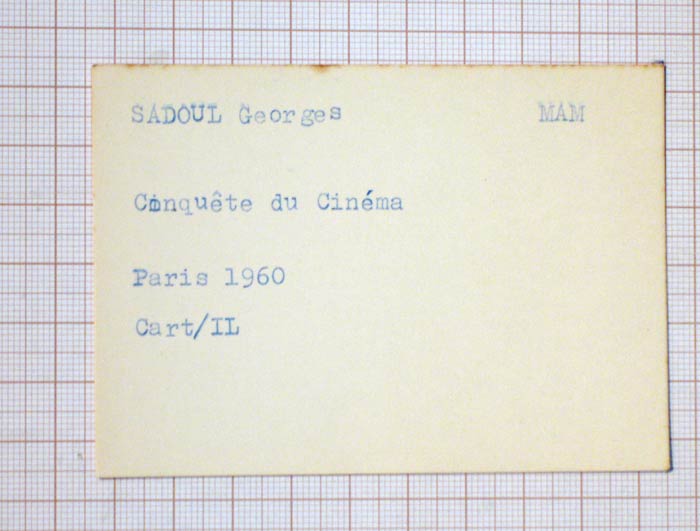 SADOUL Georges MAM
Conquête du Cinéma
Paris 1960
Cart/IL